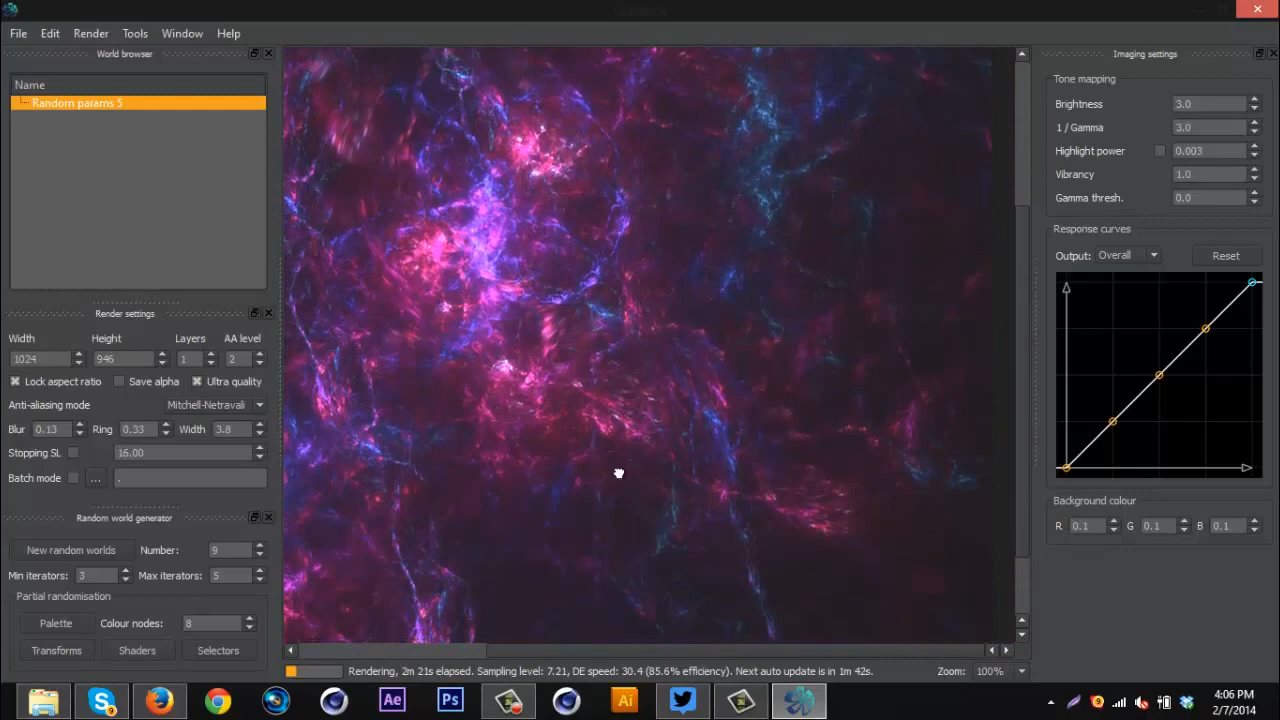 File Edit Render Tools Window Help
World browser
Name
Random params 5
Render settings
Width Height Layers AA level
1024 946 1 2
Lock aspect ratio Save alpha Ultra quality
Anti-aliasing mode Mitchell-Netravali
Blur 0.13 Ring 0.33 Width 3.8
Stopping SL 16.00
Batch mode ... .
Random world generator
New random worlds Number: 9
Min iterators: 3 Max iterators: 5
Partial randomisation
Palette Colour nodes: 8
Transforms Shaders Selectors
Rendering, 2m 21s elapsed. Sampling level: 7.21, DE speed: 30.4 (85.6% efficiency). Next auto update is in 1m 42s. Zoom: 100%
Imaging settings
Tone mapping
Brightness 3.0
1 / Gamma 3.0
Highlight power 0.003
Vibrancy 1.0
Gamma thresh. 0.0
Response curves
Output: Overall Reset
Background colour
R 0.1 G 0.1 B 0.1
Ae Ps Ai
4:06 PM
2/7/2014